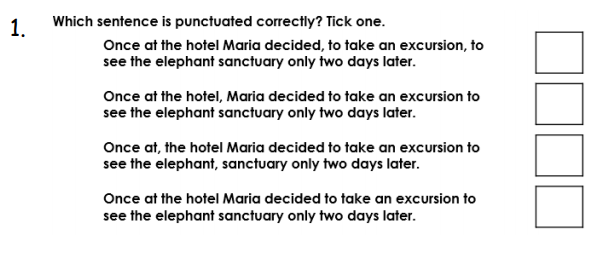 1. Which sentence is punctuated correctly? Tick one.
Once at the hotel Maria decided, to take an excursion, to
see the elephant sanctuary only two days later.
Once at the hotel, Maria decided to take an excursion to
see the elephant sanctuary only two days later.
Once at, the hotel Maria decided to take an excursion to
see the elephant, sanctuary only two days later.
Once at the hotel Maria decided to take an excursion to
see the elephant sanctuary only two days later.